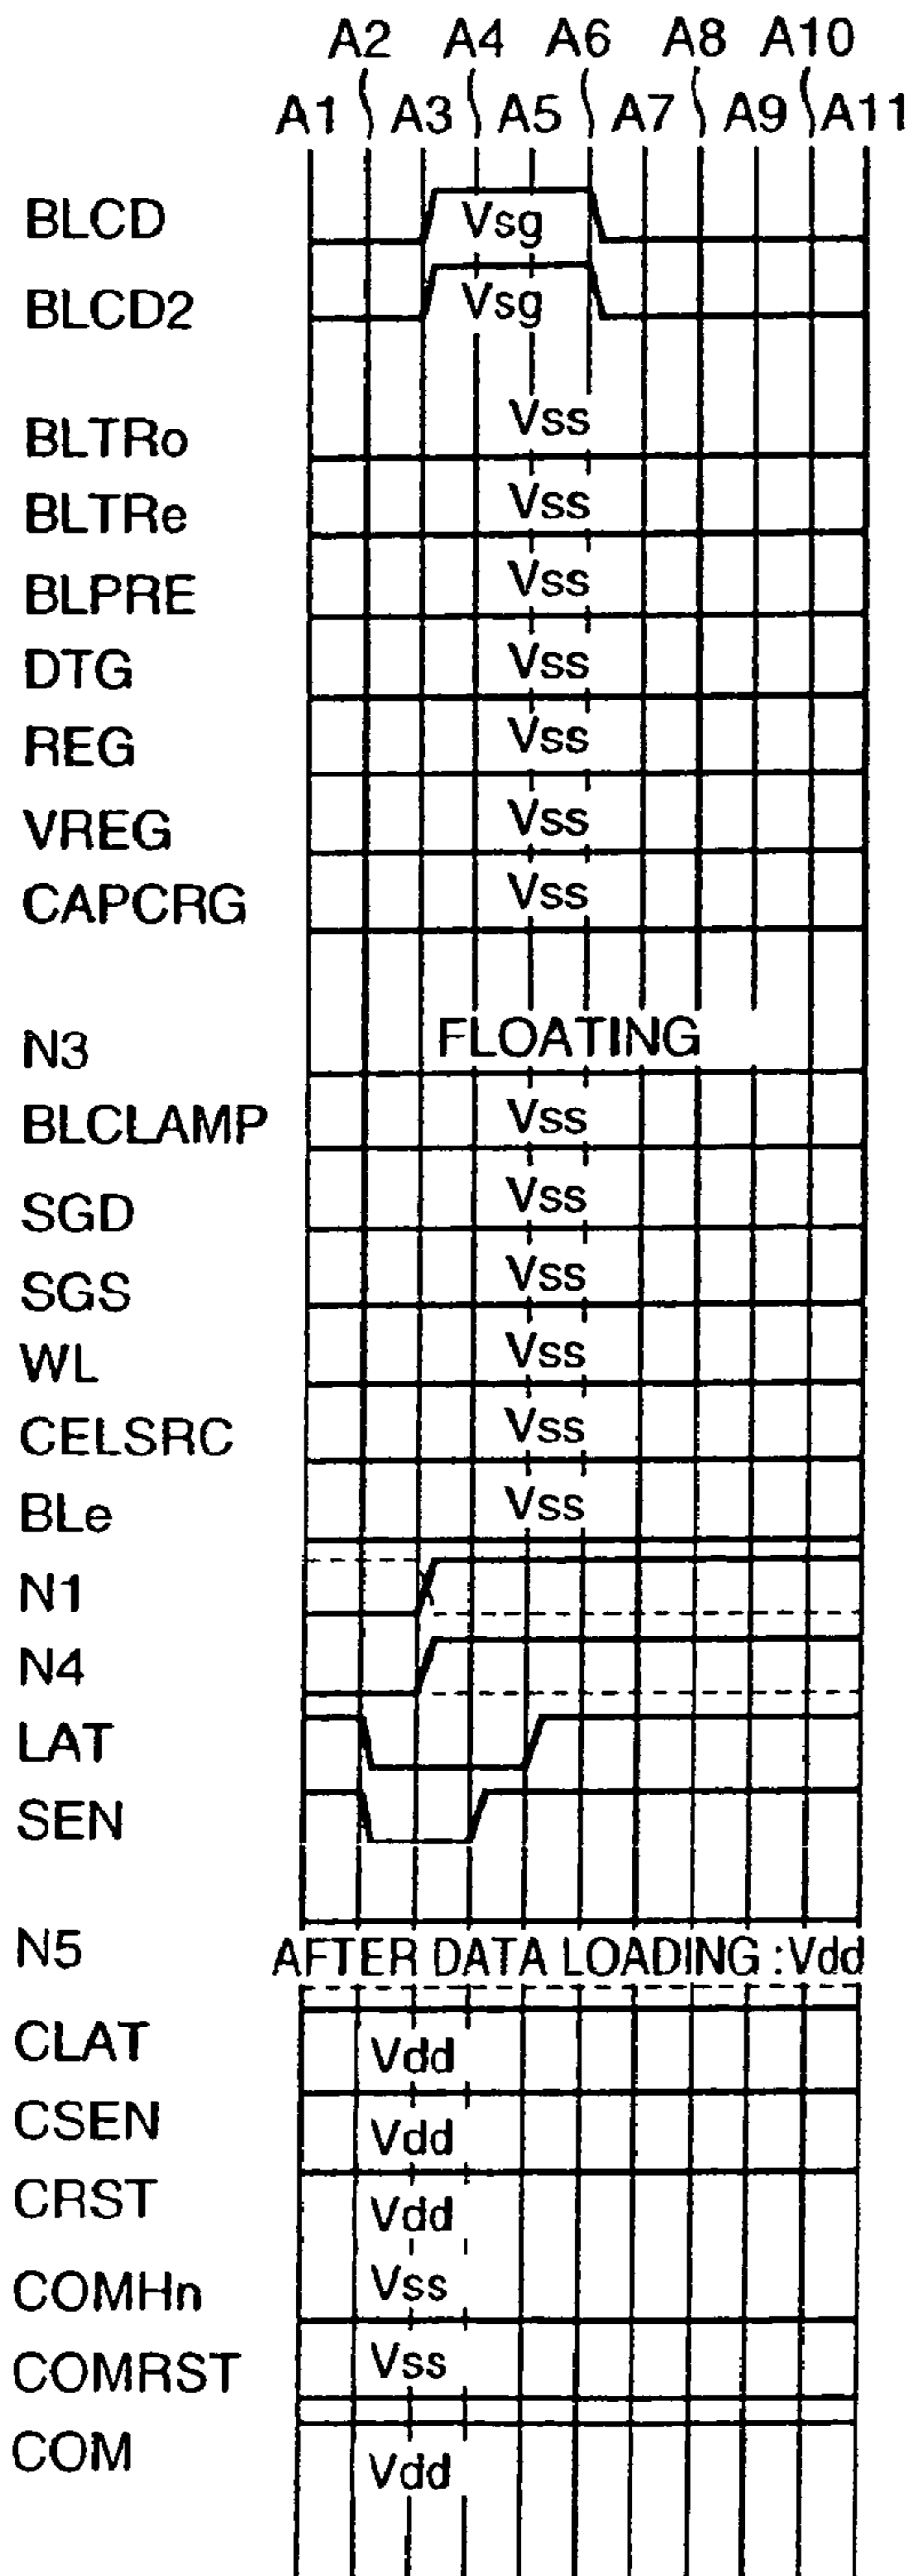 A2 A4 A6 A8 A10
A1 A3 A5 A7 A9 A11
BLCD Vsg
BLCD2 Vsg
BLTRo Vss
BLTRe Vss
BLPRE Vss
DTG Vss
REG Vss
VREG Vss
CAPCRG Vss
N3 FLOATING
BLCLAMP Vss
SGD Vss
SGS Vss
WL Vss
CELSRC Vss
BLe Vss
N1
N4
LAT
SEN
N5 AFTER DATA LOADING :Vdd
CLAT Vdd
CSEN Vdd
CRST Vdd
COMHn Vss
COMRST Vss
COM Vdd